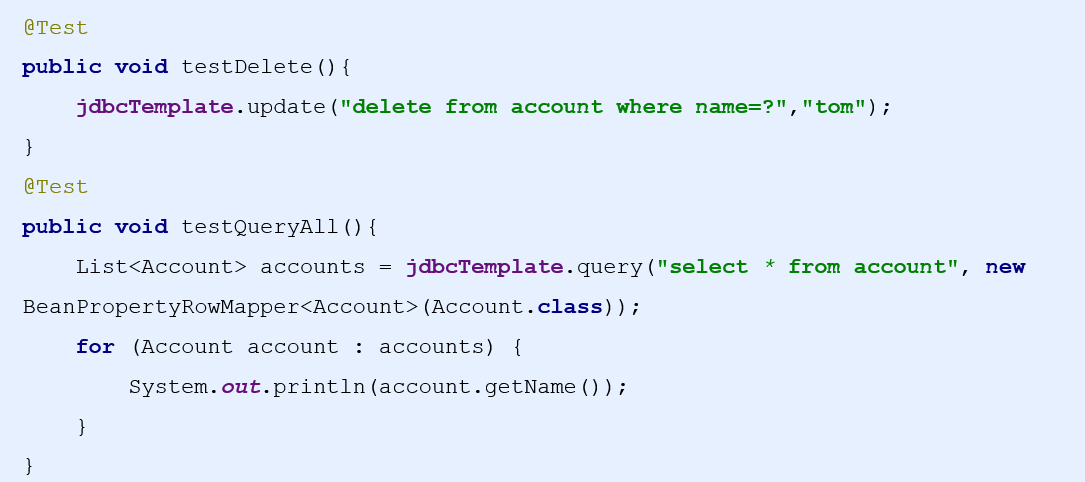 @Test
public void testDelete(){
    jdbcTemplate.update("delete from account where name=?","tom");
}
@Test
public void testQueryAll(){
    List<Account> accounts = jdbcTemplate.query("select * from account", new
BeanPropertyRowMapper<Account>(Account.class));
    for (Account account : accounts) {
        System.out.println(account.getName());
    }
}